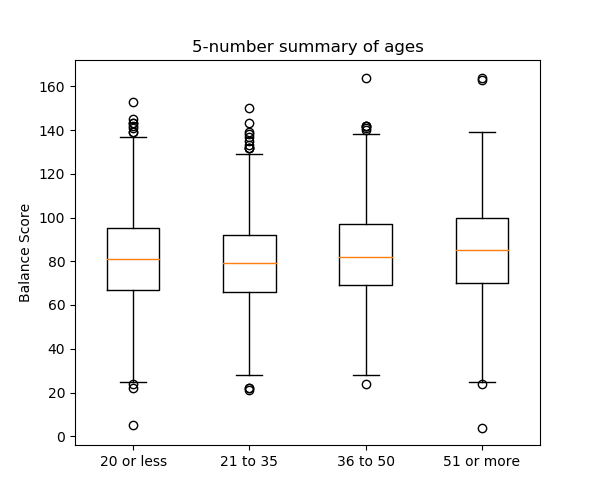 5-number summary of ages
Balance Score
160
140
120
100
80
60
40
20
0
20 or less
21 to 35
36 to 50
51 or more